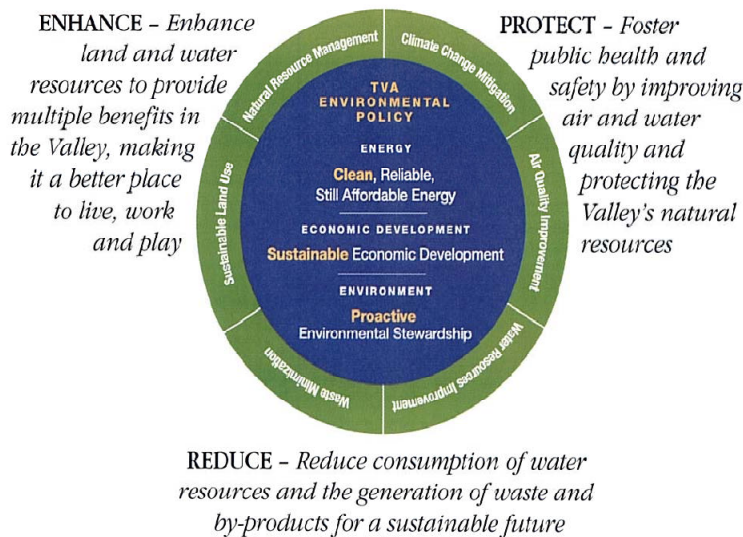 ENHANCE – Enhance
land and water
resources to provide
multiple benefits in
the Valley, making
it a better place
to live, work
and play
PROTECT – Foster
public health and
safety by improving
air and water
quality and
protecting the
Valley's natural
resources
Natural Resource Management
Climate Change Mitigation
Air Quality Improvement
Water Resources Improvement
Waste Minimization
Sustainable Land Use
TVA
ENVIRONMENTAL
POLICY
ENERGY
Clean, Reliable,
Still Affordable Energy
ECONOMIC DEVELOPMENT
Sustainable Economic Development
ENVIRONMENT
Proactive
Environmental Stewardship
REDUCE – Reduce consumption of water
resources and the generation of waste and
by-products for a sustainable future